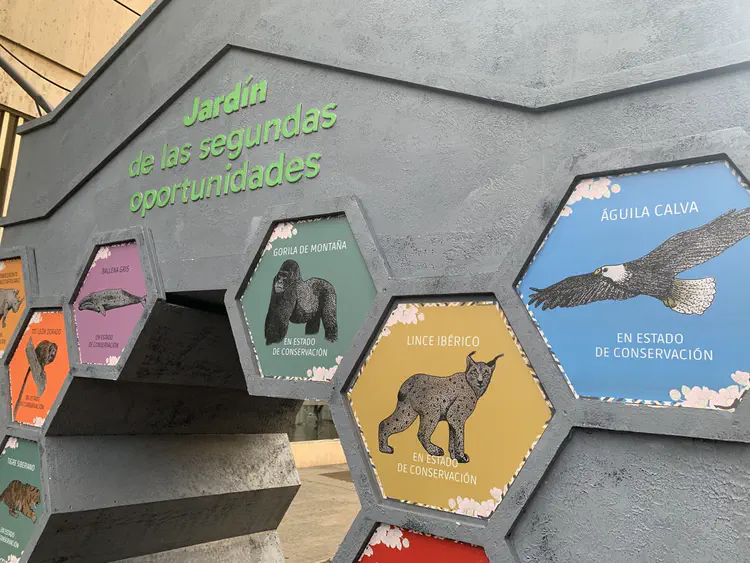 Jardín
de las segundas
oportunidades
BALLENA GRIS
EN ESTADO
DE CONSERVACIÓN
GORILA DE MONTAÑA
EN ESTADO
DE CONSERVACIÓN
ÁGUILA CALVA
EN ESTADO
DE CONSERVACIÓN
LINCE IBÉRICO
EN ESTADO
DE CONSERVACIÓN
LEÓN DORADO
EN ESTADO
DE CONSERVACIÓN
TIGRE SIBERIANO
EN ESTADO
DE CONSERVACIÓN